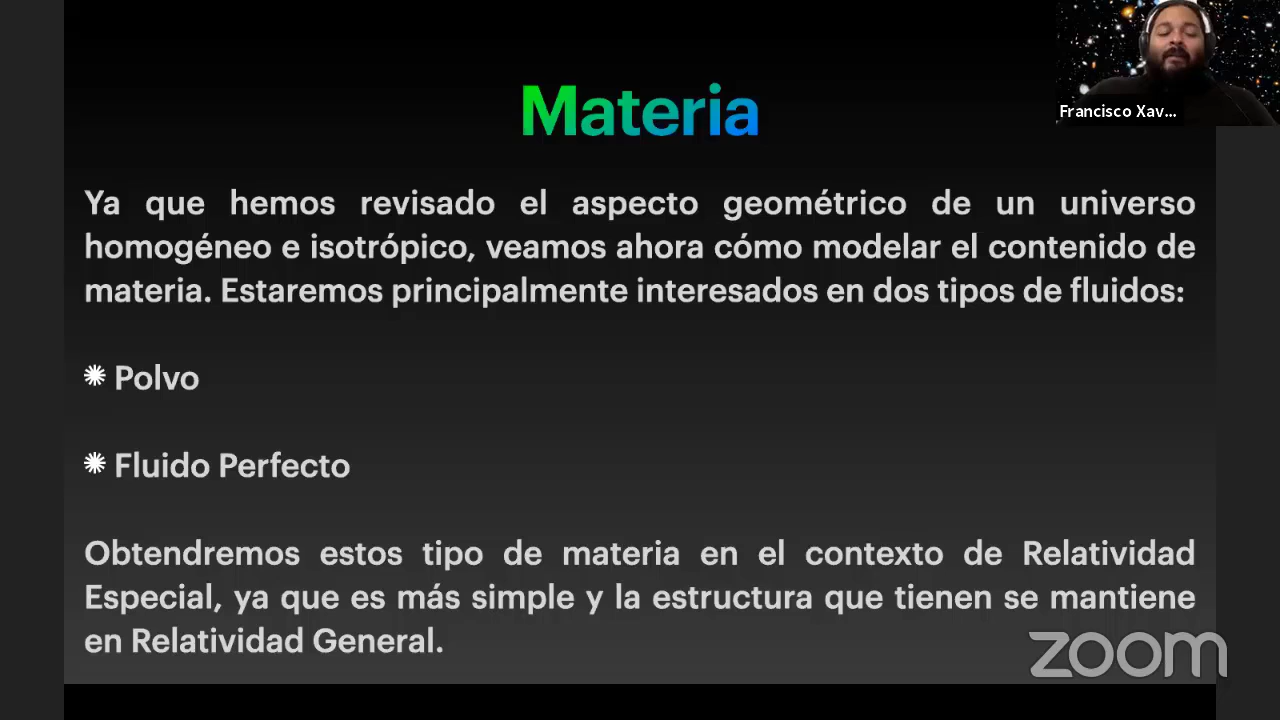 Materia
Francisco Xav...
Ya que hemos revisado el aspecto geométrico de un universo
homogéneo e isotrópico, veamos ahora cómo modelar el contenido de
materia. Estaremos principalmente interesados en dos tipos de fluidos:
✺ Polvo
✺ Fluido Perfecto
Obtendremos estos tipo de materia en el contexto de Relatividad
Especial, ya que es más simple y la estructura que tienen se mantiene
en Relatividad General.
zoom